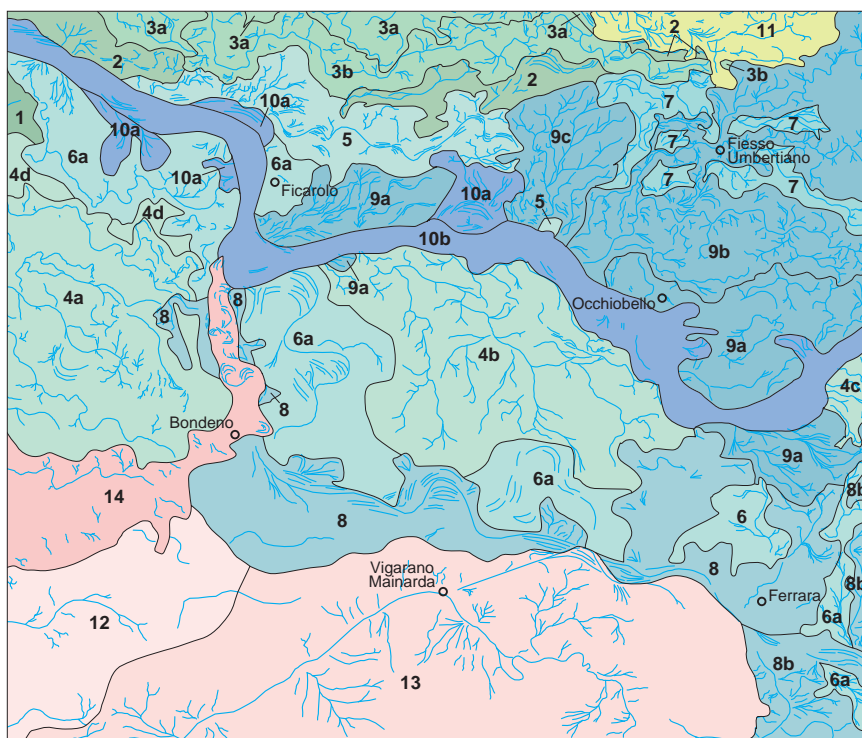 3a
3a
3a
3a
2
11
2
3b
2
3b
10a
7
1
10a
5
9c
7
6a
6a
7
Fiesso
Umbertiano
4d
10a
Ficarolo
9a
10a
7
7
4d
5
10b
9b
4a
8
9a
Occhiobello
8
6a
4b
9a
8
4c
Bondeno
9a
14
6a
8b
8
6
Vigarano
Mainarda
8
8b
12
Ferrara
6a
8b
13
6a